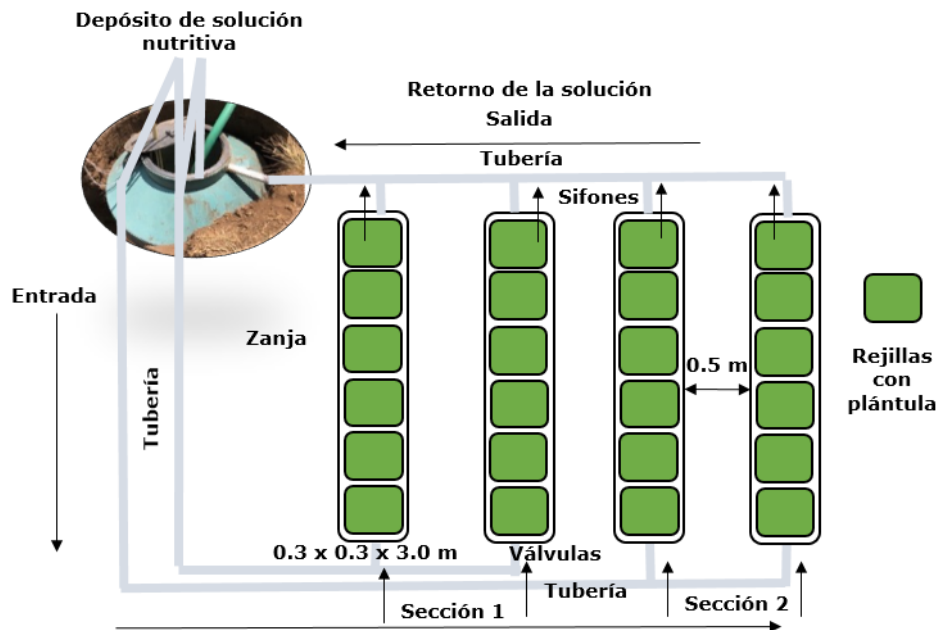 Depósito de solución
nutritiva
Retorno de la solución
Salida
Tubería
Sifones
Entrada
Zanja
0.5 m
Rejillas
con
plántula
Tubería
0.3 x 0.3 x 3.0 m
Válvulas
Tubería
Sección 1
Sección 2